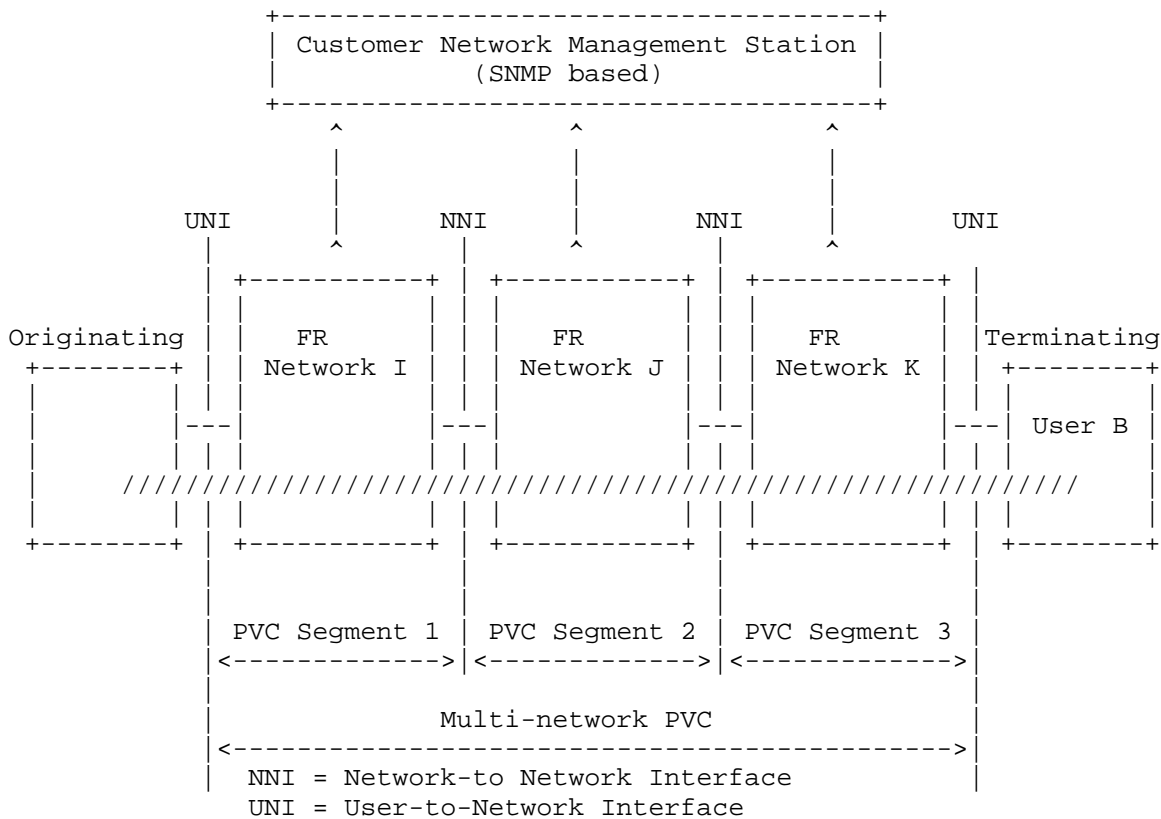 Customer Network Management Station
(SNMP based)
UNI NNI NNI UNI
Originating FR FR FR Terminating
Network I Network J Network K
User B
PVC Segment 1 PVC Segment 2 PVC Segment 3
Multi-network PVC
NNI = Network-to Network Interface
UNI = User-to-Network Interface